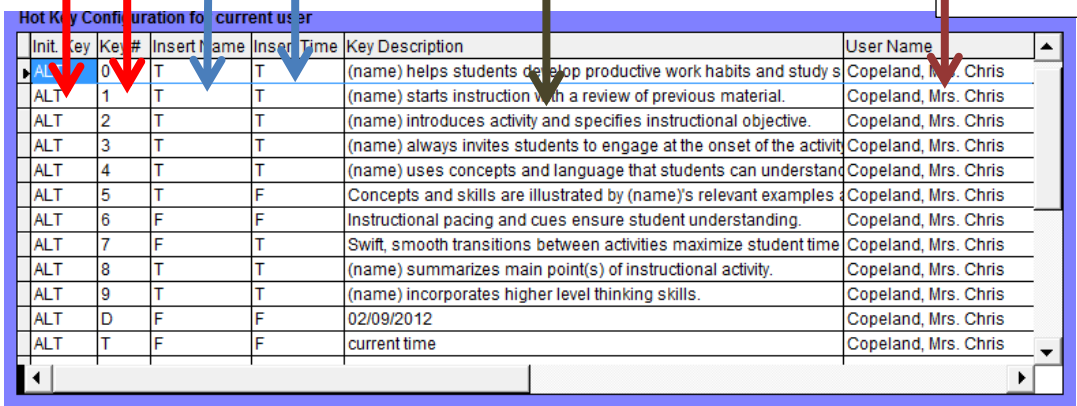 Hot Key Configuration for current user
Init. Key Key # Insert Name Insert Time Key Description User Name
ALT 0 T T (name) helps students develop productive work habits and study s Copeland, Mrs. Chris
ALT 1 T T (name) starts instruction with a review of previous material. Copeland, Mrs. Chris
ALT 2 T T (name) introduces activity and specifies instructional objective. Copeland, Mrs. Chris
ALT 3 T T (name) always invites students to engage at the onset of the activity Copeland, Mrs. Chris
ALT 4 T T (name) uses concepts and language that students can understand Copeland, Mrs. Chris
ALT 5 T F Concepts and skills are illustrated by (name)'s relevant examples a Copeland, Mrs. Chris
ALT 6 F F Instructional pacing and cues ensure student understanding. Copeland, Mrs. Chris
ALT 7 F T Swift, smooth transitions between activities maximize student time Copeland, Mrs. Chris
ALT 8 T T (name) summarizes main point(s) of instructional activity. Copeland, Mrs. Chris
ALT 9 T T (name) incorporates higher level thinking skills. Copeland, Mrs. Chris
ALT D F F 02/09/2012 Copeland, Mrs. Chris
ALT T F F current time Copeland, Mrs. Chris